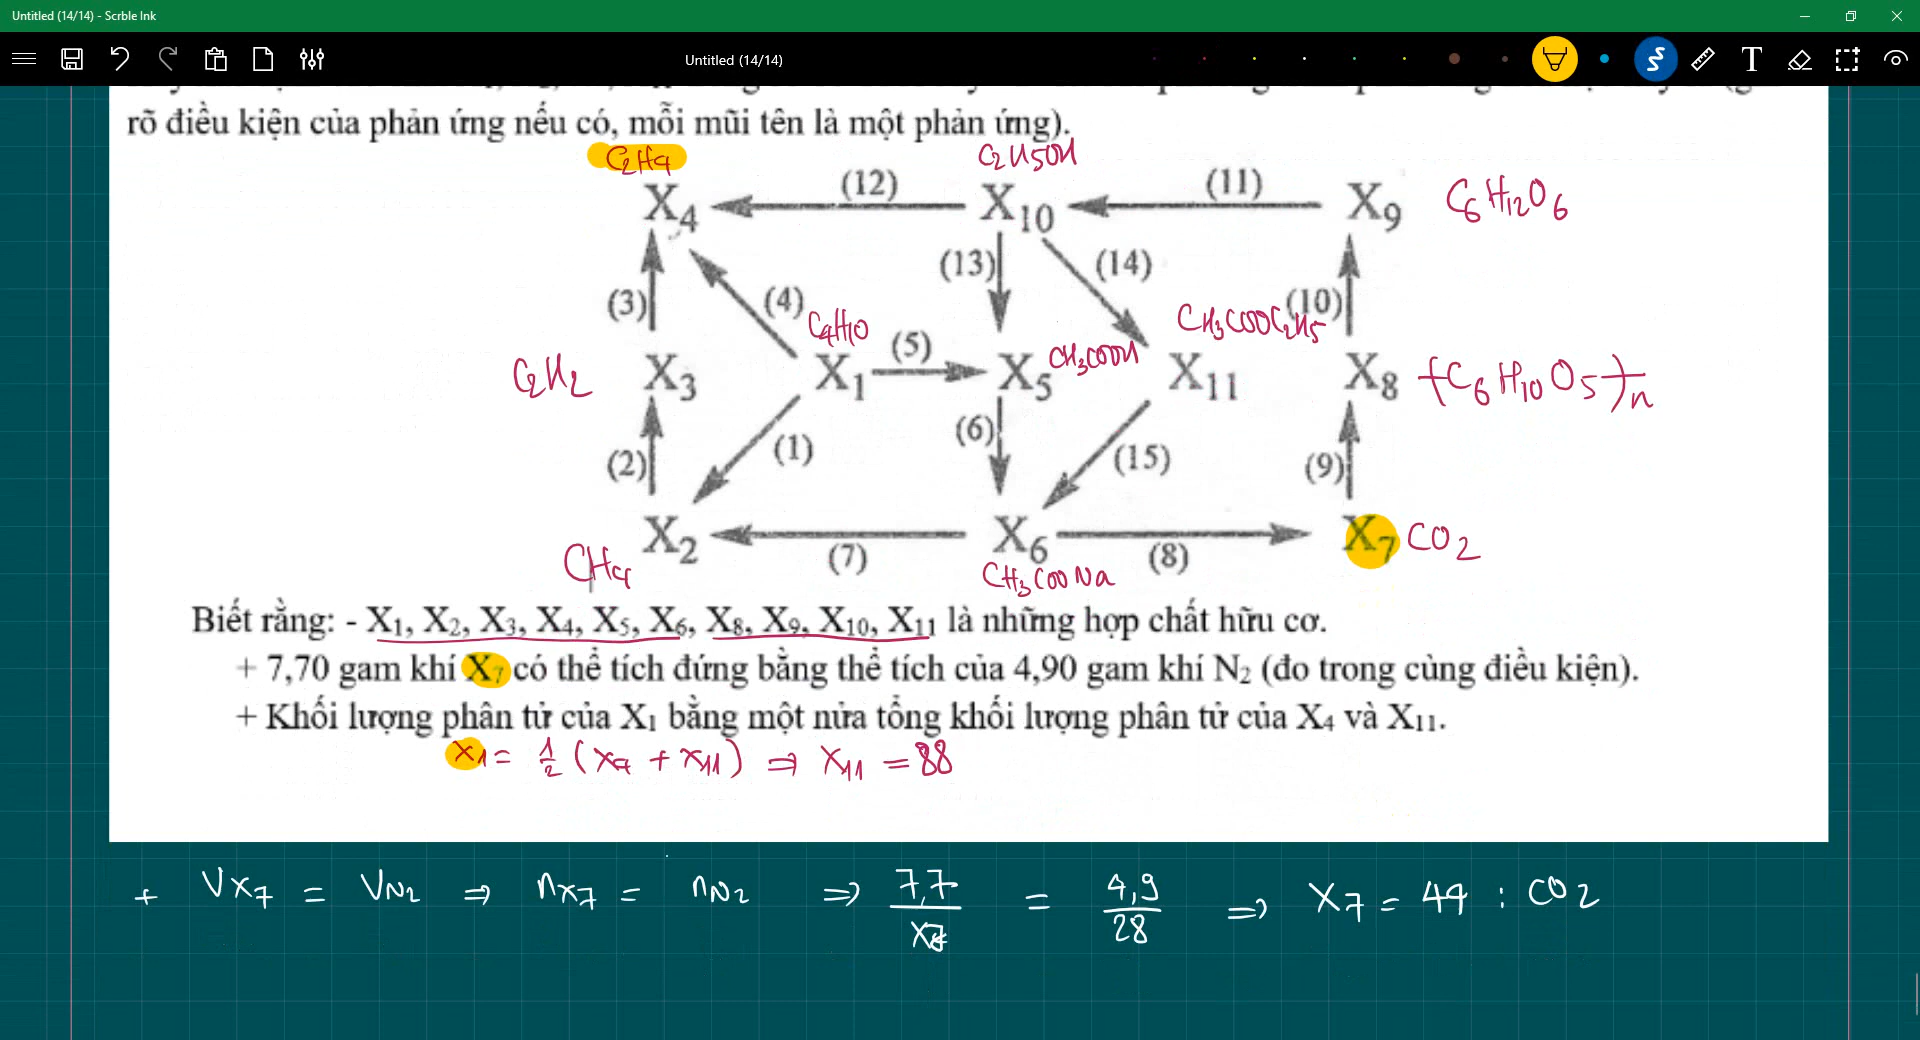 Untitled (14/14) - Scrble Ink
Untitled (14/14)
T
rõ điều kiện của phản ứng nếu có, mỗi mũi tên là một phản ứng).
C2H4
C2H5OH
X4 (12) X10 (11) X9 C6H12O6
(3) (4) (13) (14) (10)
C4H10
CH3COOC2H5
C2H2 X3 X1 (5) X5 CH3COOH X11 X8 (C6H10O5)n
(2) (1) (6) (15) (9)
CH4 X2 (7) X6 (8) X7 CO2
CH3COONa
Biết rằng: - X1, X2, X3, X4, X5, X6, X8, X9, X10, X11 là những hợp chất hữu cơ.
+ 7,70 gam khí X7 có thể tích đứng bằng thể tích của 4,90 gam khí N2 (đo trong cùng điều kiện).
+ Khối lượng phân tử của X1 bằng một nửa tổng khối lượng phân tử của X4 và X11.
X1 = 1/2 (X4 + X11) ⇒ X11 = 88
+ VX7 = VN2 ⇒ nX7 = nN2 ⇒ 7,7/X7 = 4,9/28 ⇒ X7 = 44 : CO2